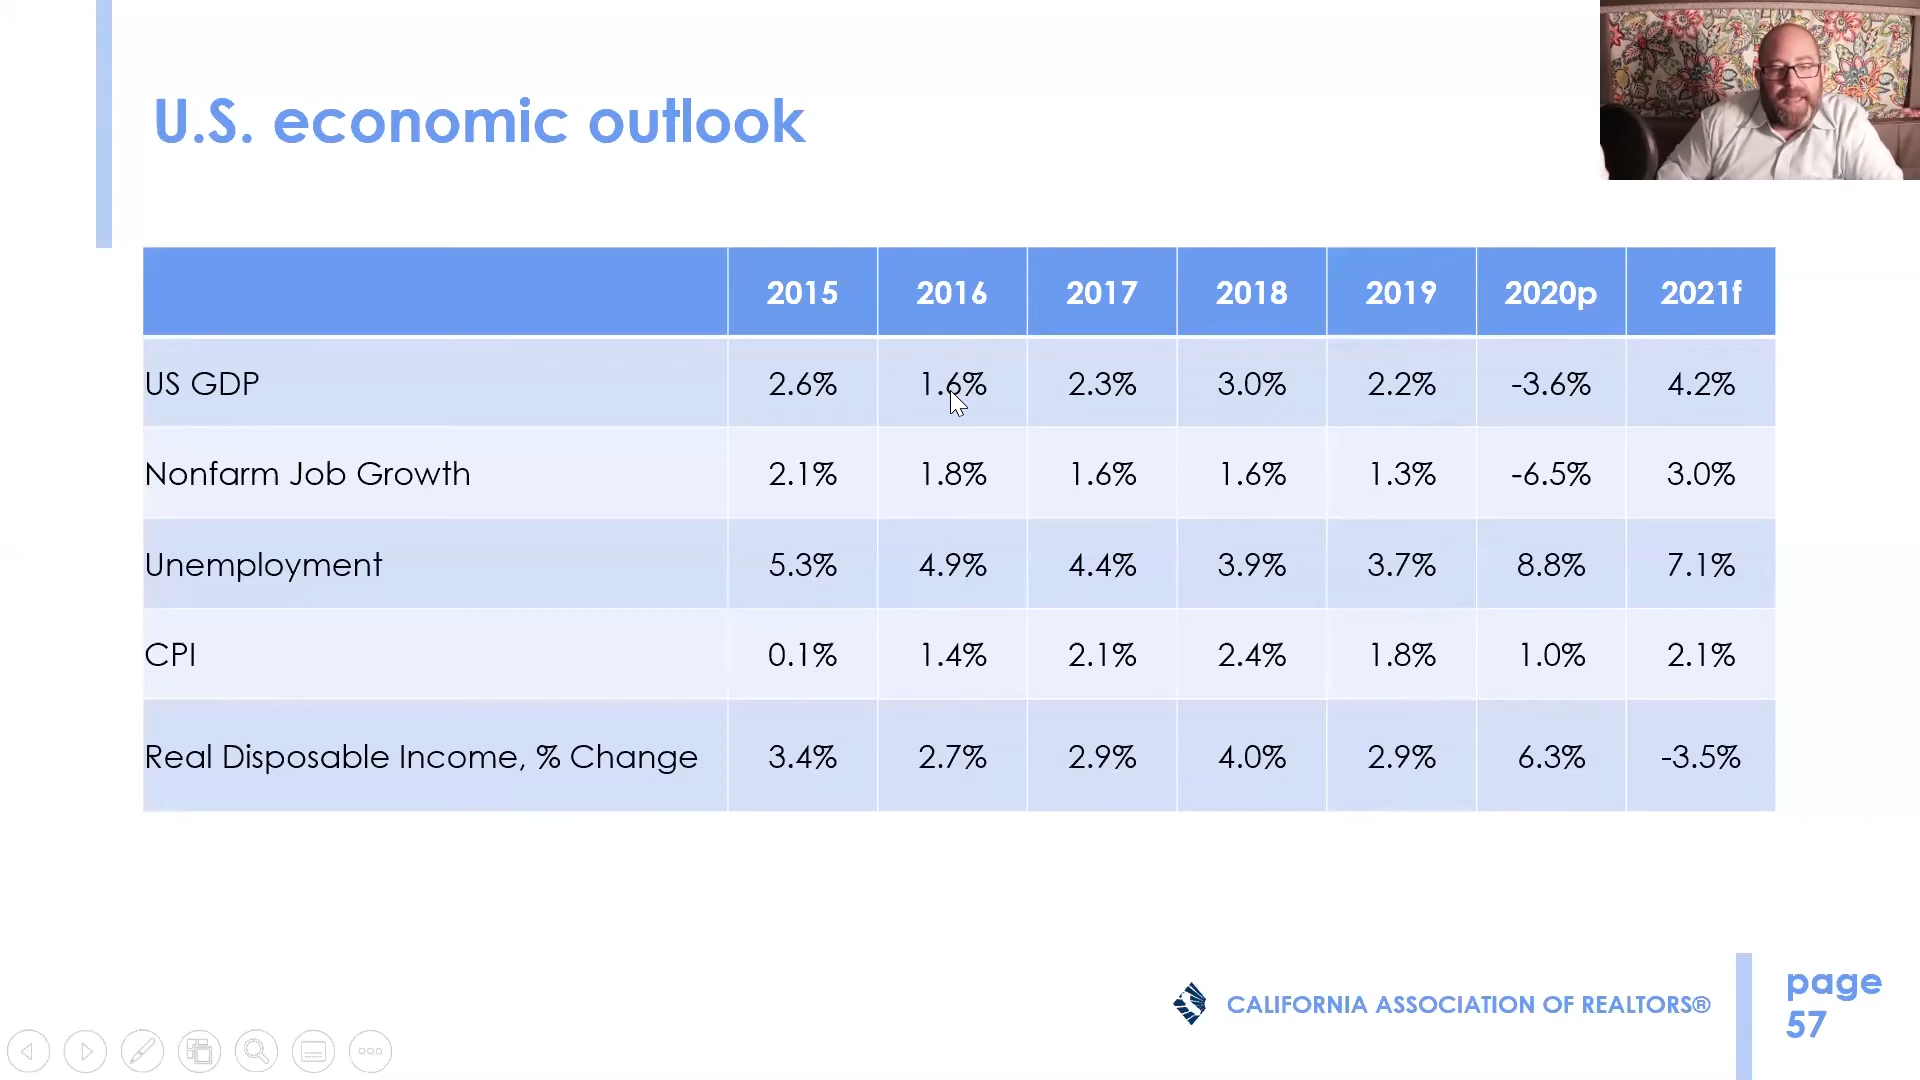 U.S. economic outlook
2015 2016 2017 2018 2019 2020p 2021f
US GDP 2.6% 1.6% 2.3% 3.0% 2.2% -3.6% 4.2%
Nonfarm Job Growth 2.1% 1.8% 1.6% 1.6% 1.3% -6.5% 3.0%
Unemployment 5.3% 4.9% 4.4% 3.9% 3.7% 8.8% 7.1%
CPI 0.1% 1.4% 2.1% 2.4% 1.8% 1.0% 2.1%
Real Disposable Income, % Change 3.4% 2.7% 2.9% 4.0% 2.9% 6.3% -3.5%
CALIFORNIA ASSOCIATION OF REALTORS®
page
57